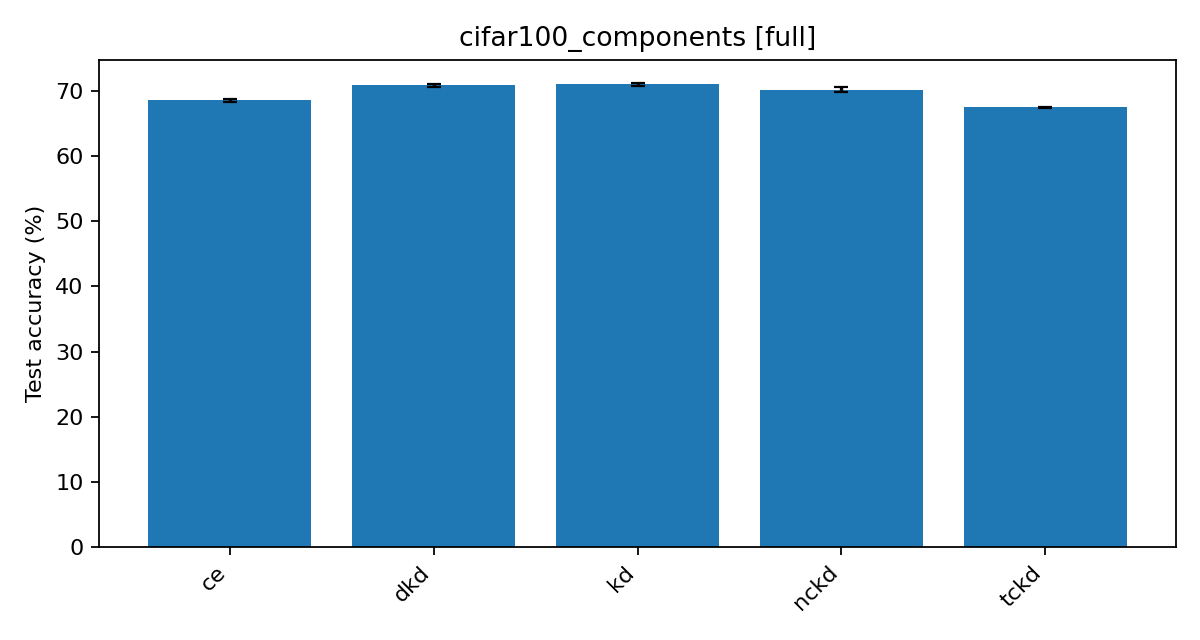 cifar100_components [full]
Test accuracy (%)
70
60
50
40
30
20
10
0
ce
dkd
kd
nckd
tckd